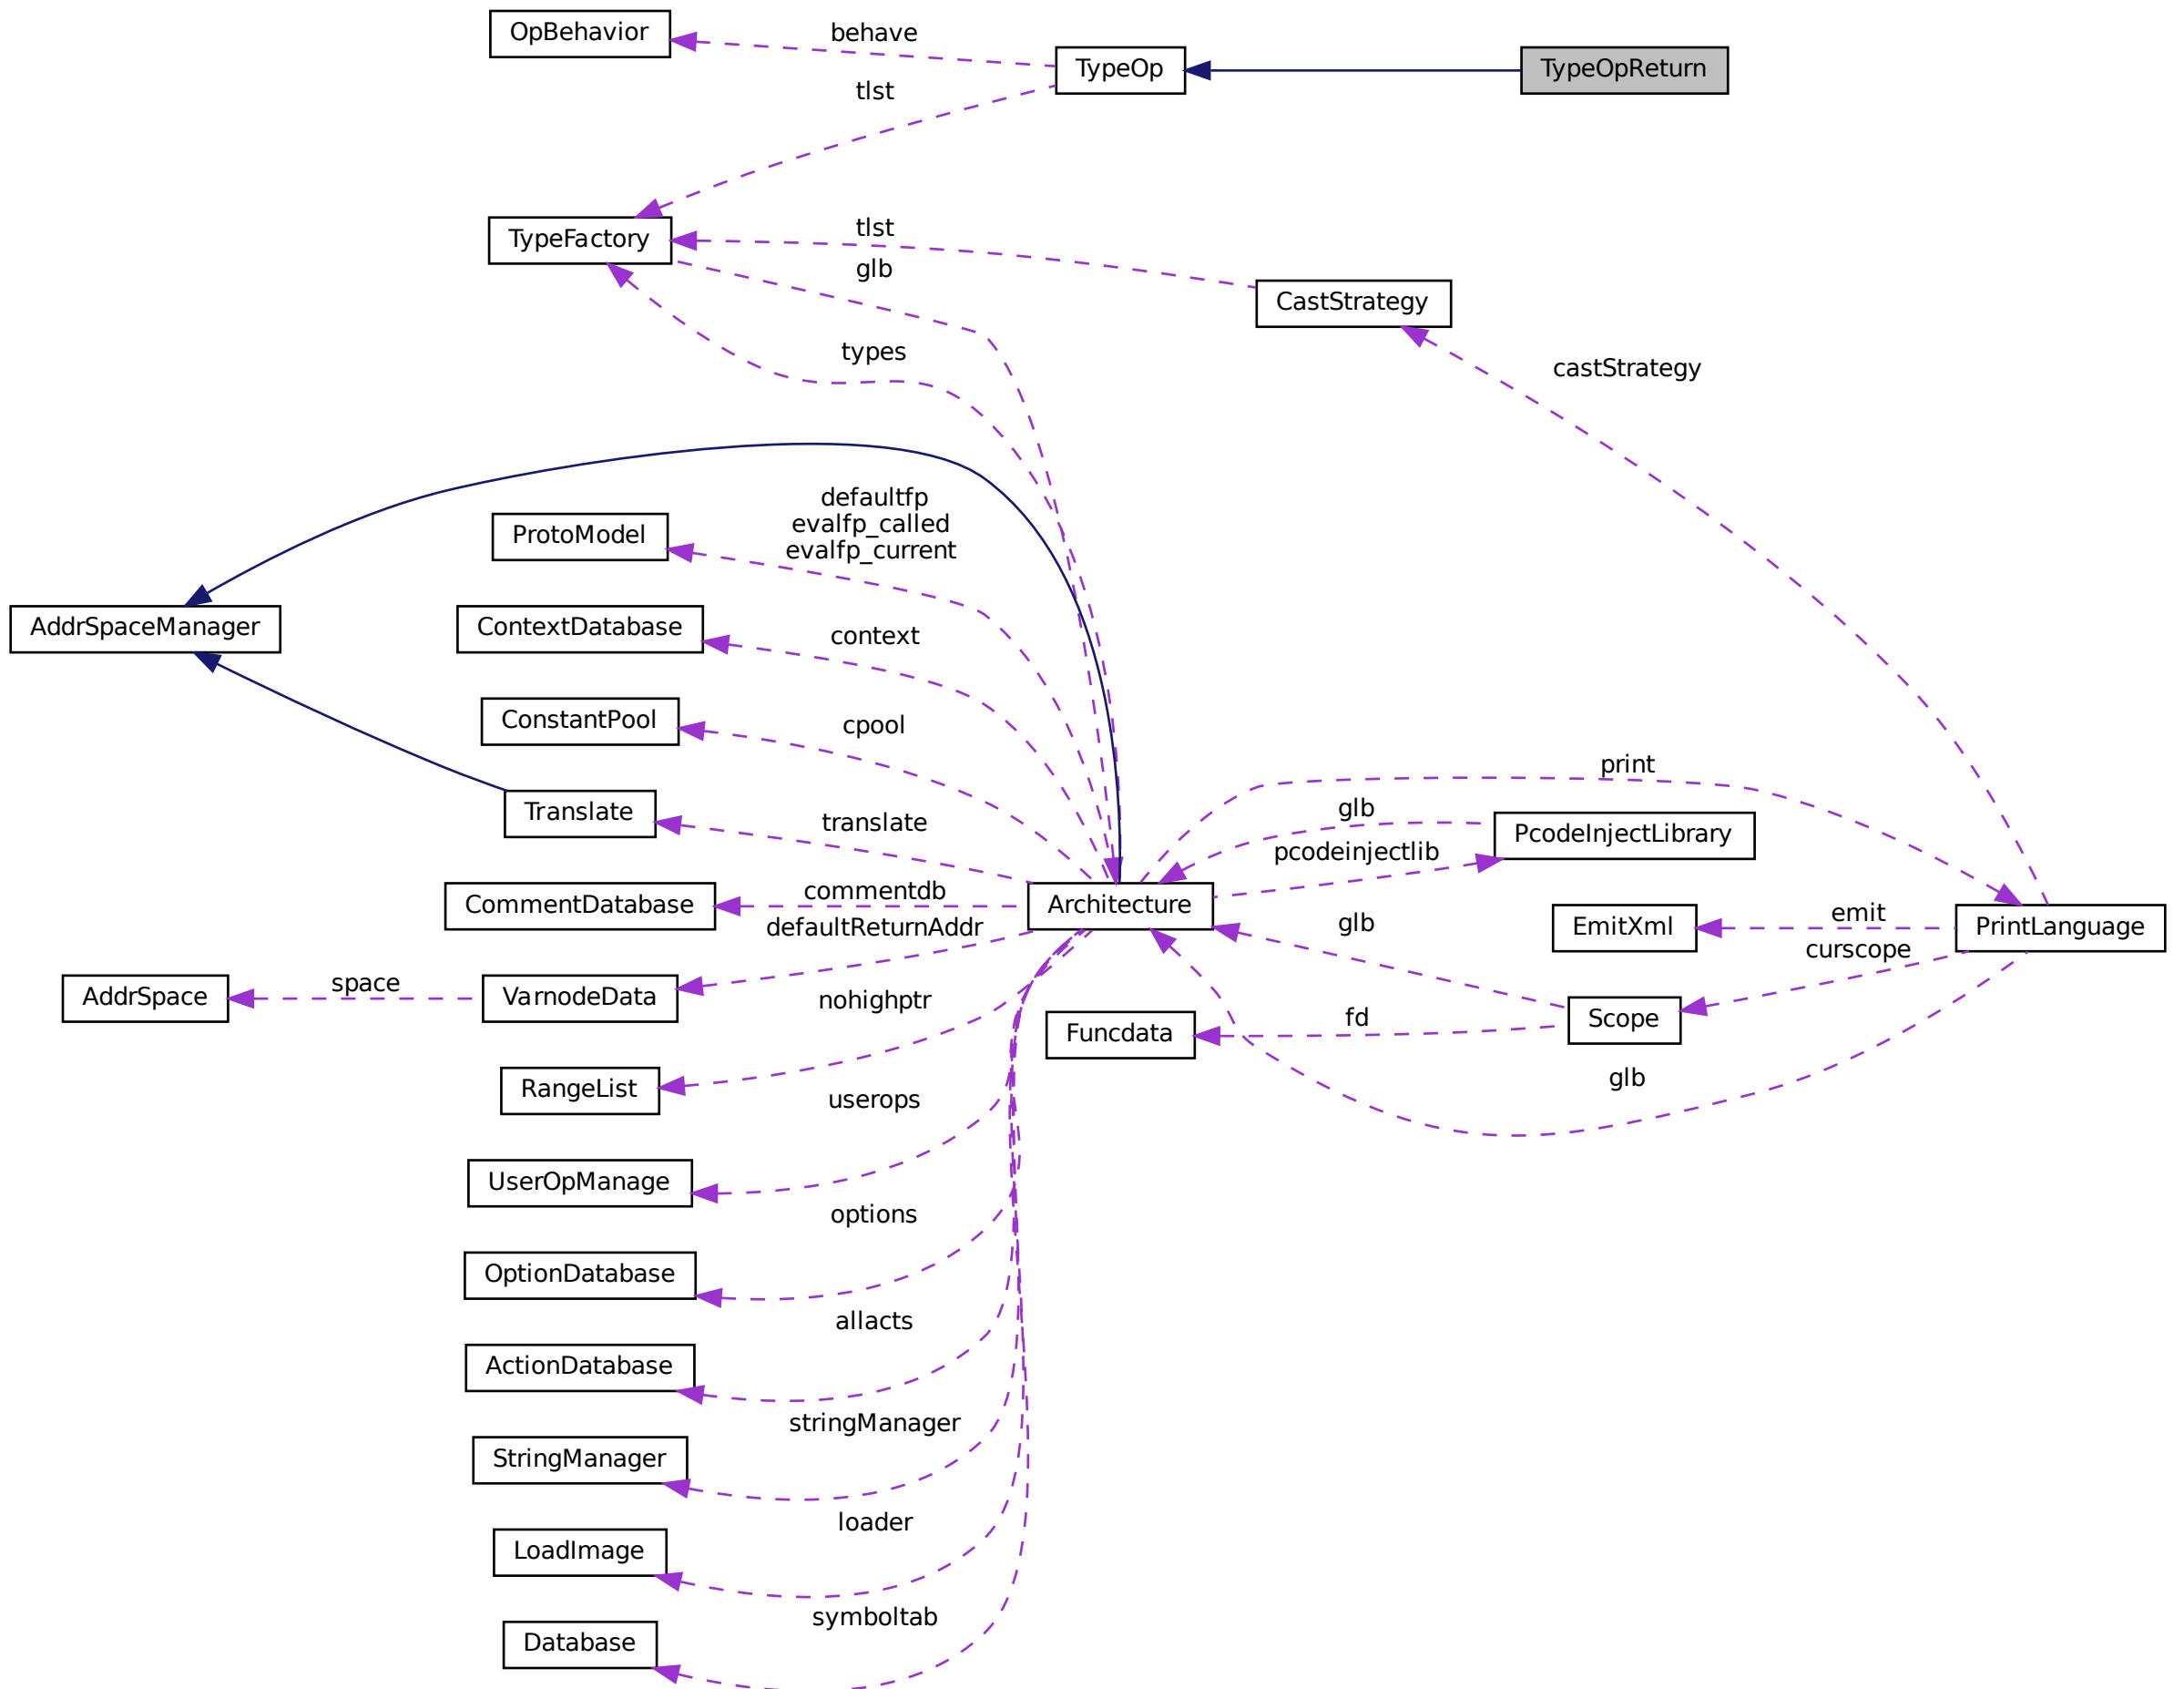 OpBehavior
behave
TypeOp
TypeOpReturn
tlst
TypeFactory
tlst
glb
CastStrategy
types
castStrategy
defaultfp
evalfp_called
evalfp_current
ProtoModel
AddrSpaceManager
ContextDatabase
context
ConstantPool
cpool
print
Translate
translate
glb
PcodeInjectLibrary
pcodeinjectlib
CommentDatabase
commentdb
Architecture
emit
EmitXml
PrintLanguage
defaultReturnAddr
glb
curscope
AddrSpace
space
VarnodeData
nohighptr
Scope
fd
Funcdata
RangeList
glb
userops
UserOpManage
options
OptionDatabase
allacts
ActionDatabase
stringManager
StringManager
loader
LoadImage
symboltab
Database